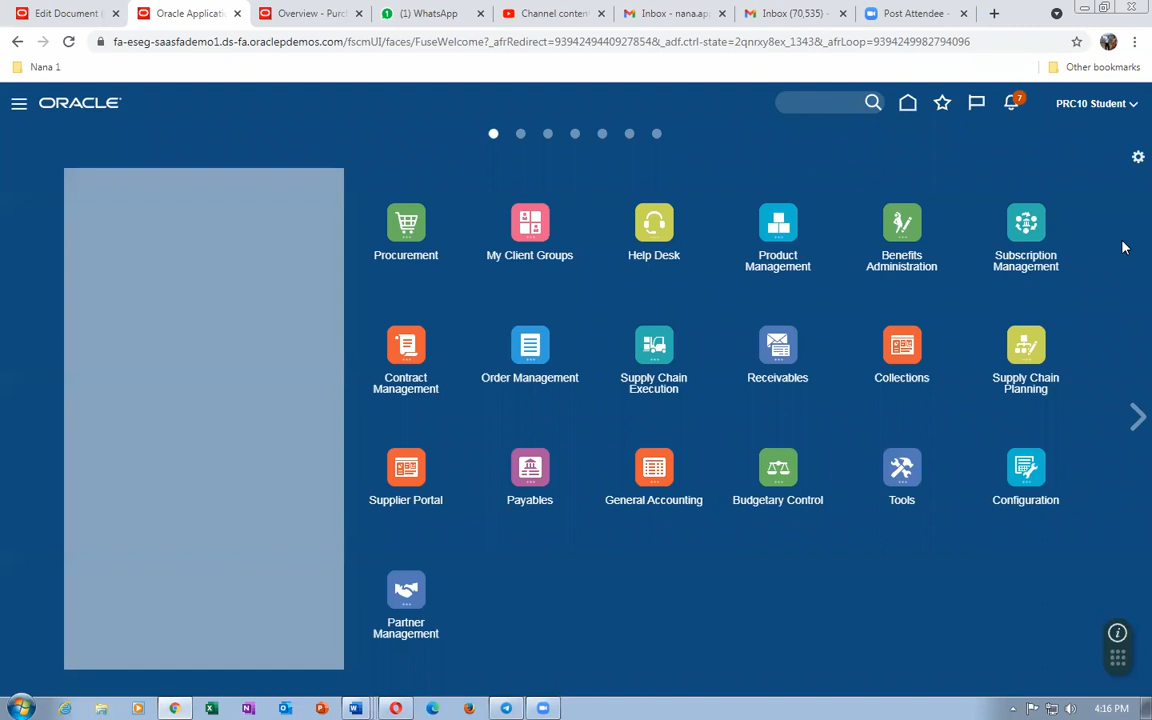 Edit Document (
Oracle Applicati
Overview - Purc
(1) WhatsApp
Channel conten
Inbox - nana.ap
Inbox (70,535) -
Post Attendee -
fa-eseg-saasfademo1.ds-fa.oraclepdemos.com/fscmUI/faces/FuseWelcome?_afrRedirect=9394249440927854&_adf.ctrl-state=2qnrxy8ex_1343&_afrLoop=9394249982794096
Nana 1
Other bookmarks
ORACLE
7
PRC10 Student
Procurement
My Client Groups
Help Desk
Product
Management
Benefits
Administration
Subscription
Management
Contract
Management
Order Management
Supply Chain
Execution
Receivables
Collections
Supply Chain
Planning
Supplier Portal
Payables
General Accounting
Budgetary Control
Tools
Configuration
Partner
Management
4:16 PM